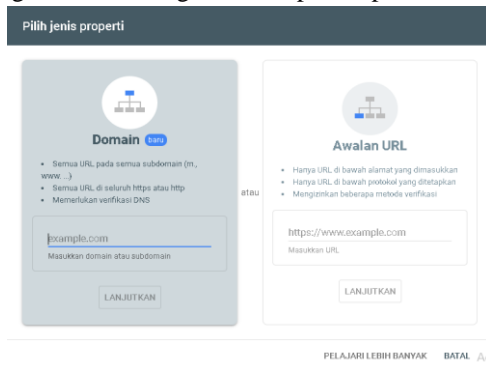 Pilih jenis properti
Domain baru
• Semua URL pada semua subdomain (m.,
www. ...)
• Semua URL di seluruh https atau http
• Memerlukan verifikasi DNS
example.com
Masukkan domain atau subdomain
LANJUTKAN
atau
Awalan URL
• Hanya URL di bawah alamat yang dimasukkan
• Hanya URL di bawah protokol yang ditetapkan
• Mengizinkan beberapa metode verifikasi
https://www.example.com
Masukkan URL
LANJUTKAN
PELAJARI LEBIH BANYAK BATAL